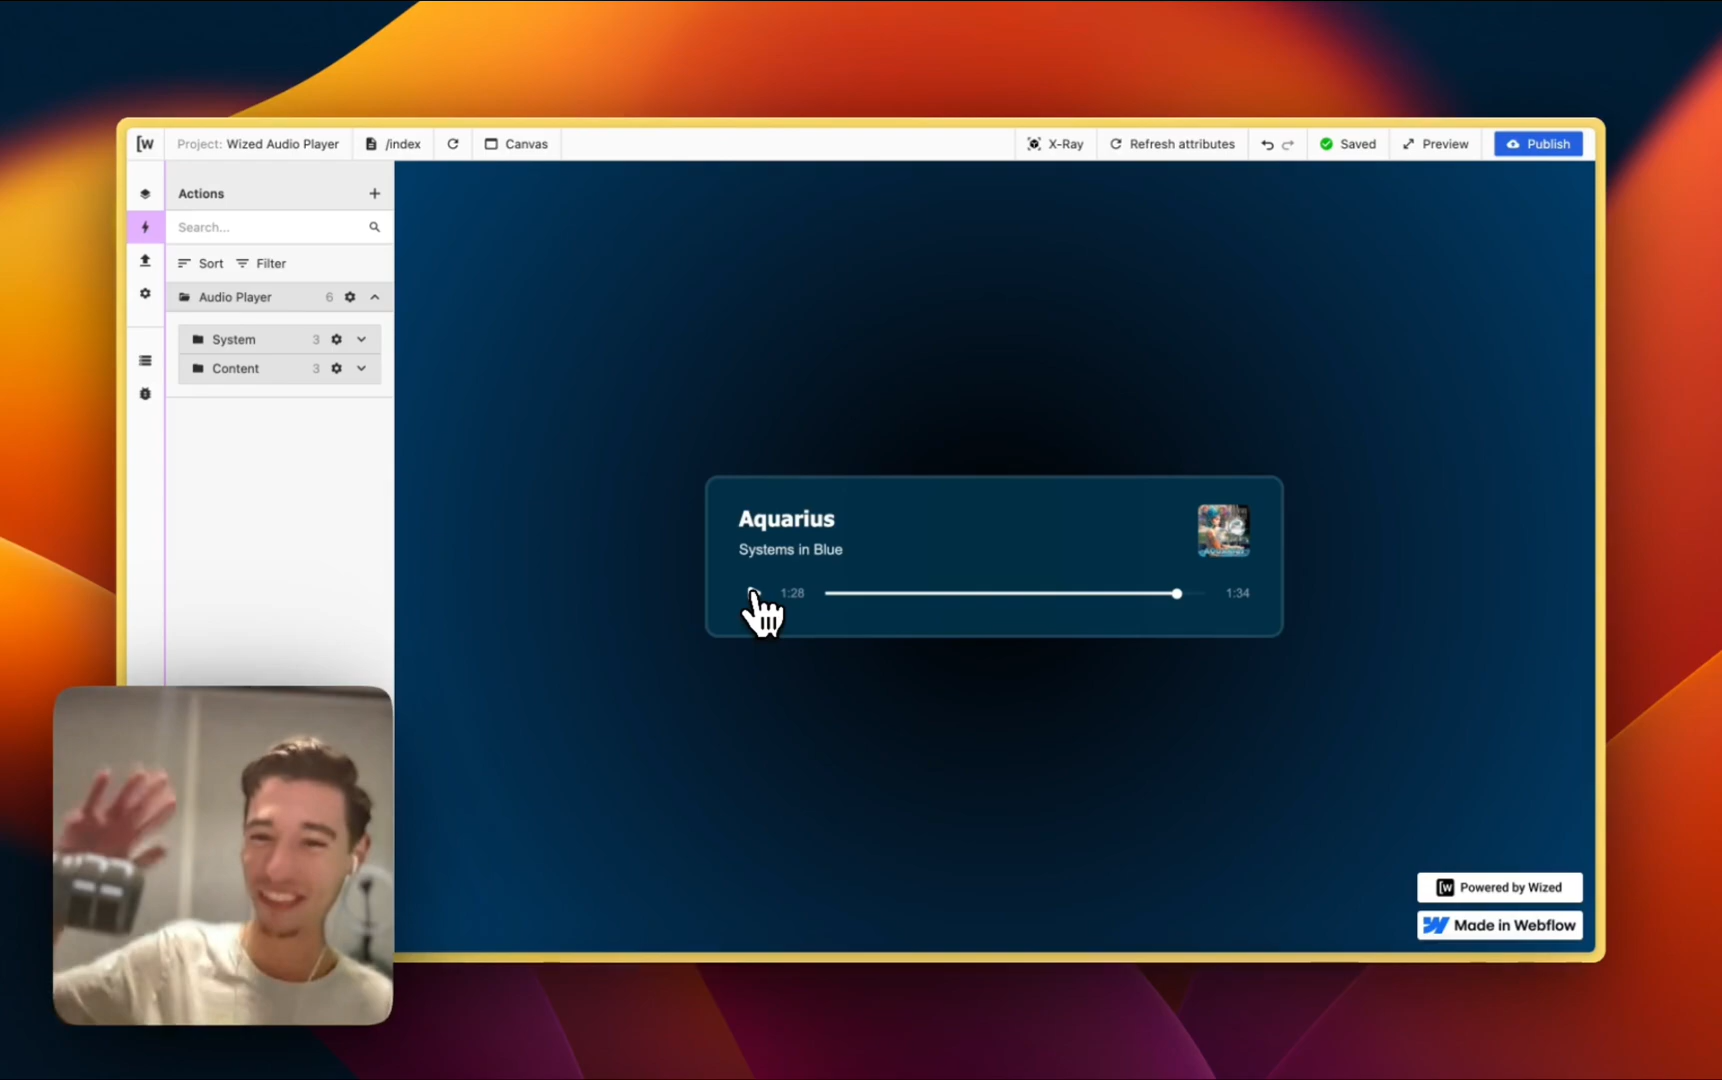 [W Project: Wized Audio Player /index Canvas X-Ray Refresh attributes Saved Preview Publish
Actions
Search...
Sort Filter
Audio Player 6
System 3
Content 3
Aquarius
Systems in Blue
1:28 1:34
[W Powered by Wized
Made in Webflow